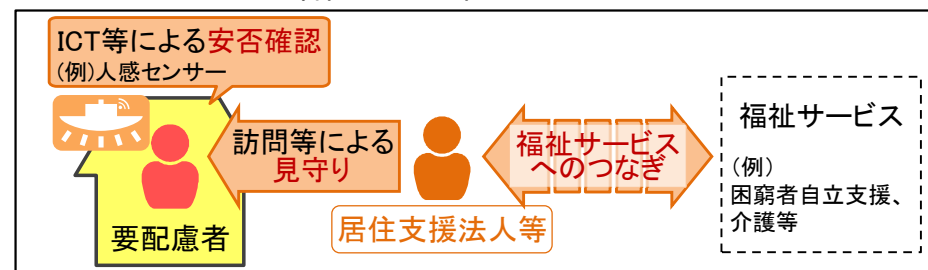 ICT等による安否確認
(例)人感センサー
訪問等による
見守り
要配慮者
居住支援法人等
福祉サービス
へのつなぎ
福祉サービス
(例)
困窮者自立支援、
介護等